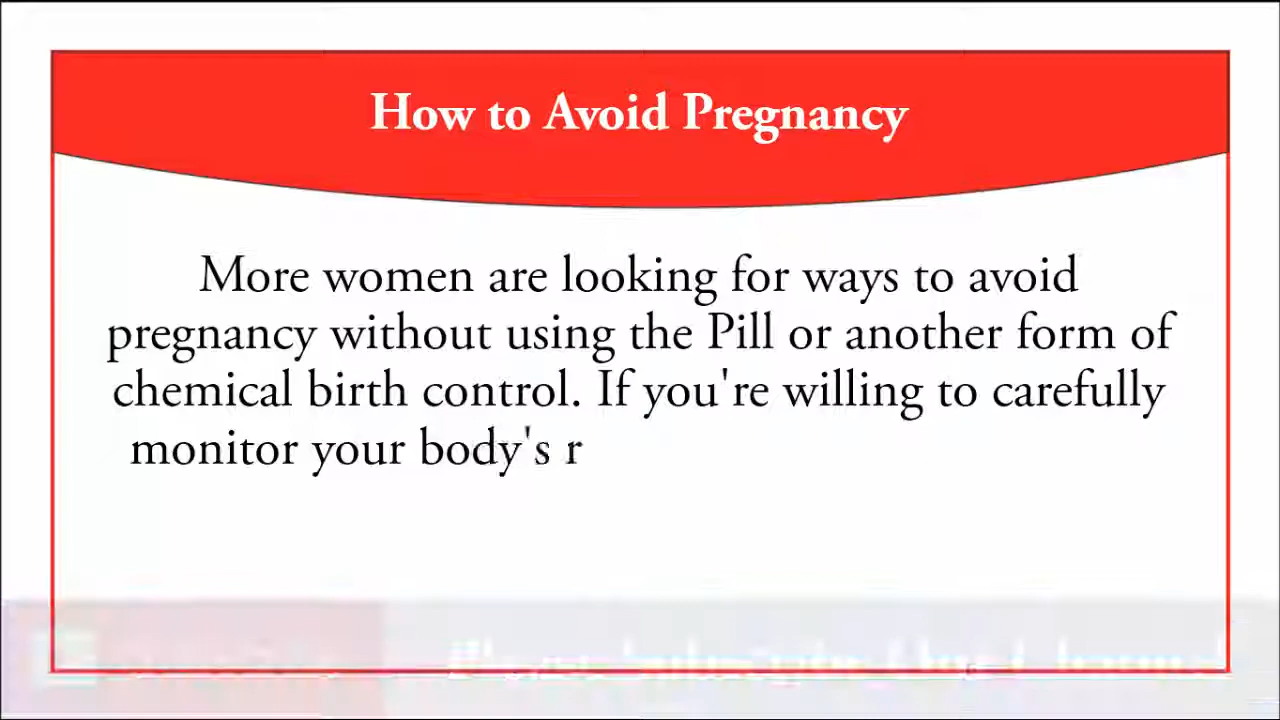 How to Avoid Pregnancy
More women are looking for ways to avoid
pregnancy without using the Pill or another form of
chemical birth control. If you're willing to carefully
monitor your body's r